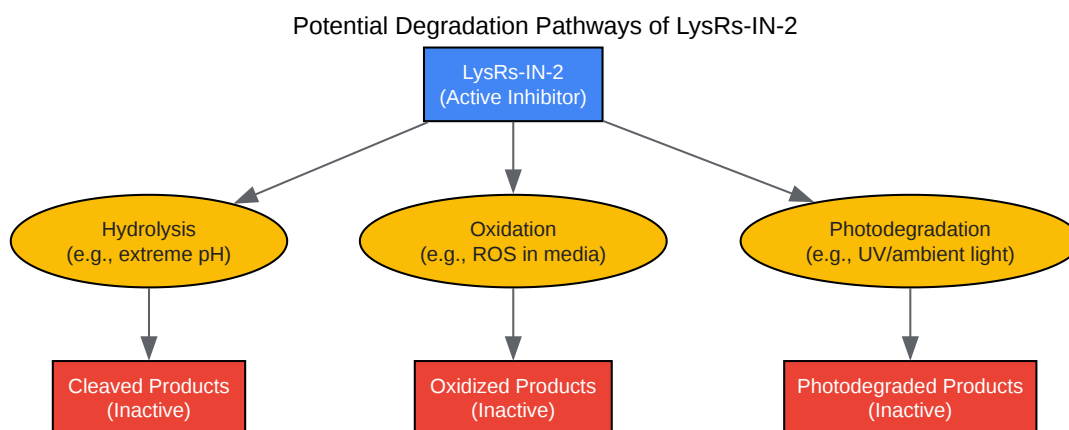 Potential Degradation Pathways of LysRs-IN-2
LysRs-IN-2
(Active Inhibitor)
Hydrolysis
(e.g., extreme pH)
Oxidation
(e.g., ROS in media)
Photodegradation
(e.g., UV/ambient light)
Cleaved Products
(Inactive)
Oxidized Products
(Inactive)
Photodegraded Products
(Inactive)